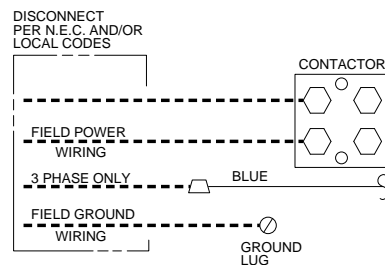 DISCONNECT
PER N.E.C. AND/OR
LOCAL CODES
CONTACTOR
FIELD POWER
WIRING
3 PHASE ONLY
BLUE
FIELD GROUND
WIRING
GROUND
LUG